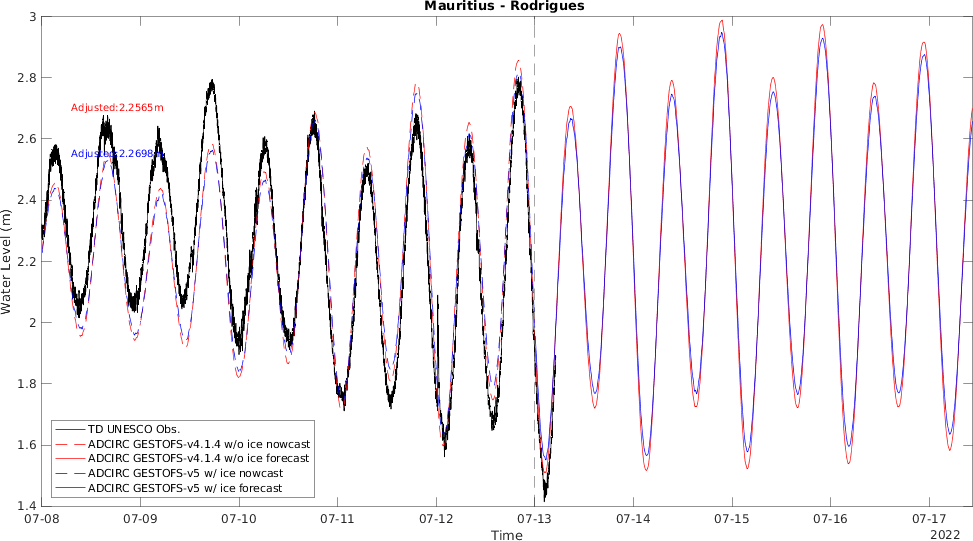 Mauritius - Rodrigues
3
2.8
2.6
2.4
2.2
2
1.8
1.6
1.4
Water Level (m)
Adjusted:2.2565m
Adjusted:2.2698m
TD UNESCO Obs.
ADCIRC GESTOFS-v4.1.4 w/o ice nowcast
ADCIRC GESTOFS-v4.1.4 w/o ice forecast
ADCIRC GESTOFS-v5 w/ ice nowcast
ADCIRC GESTOFS-v5 w/ ice forecast
07-08 07-09 07-10 07-11 07-12 07-13 07-14 07-15 07-16 07-17
Time
2022